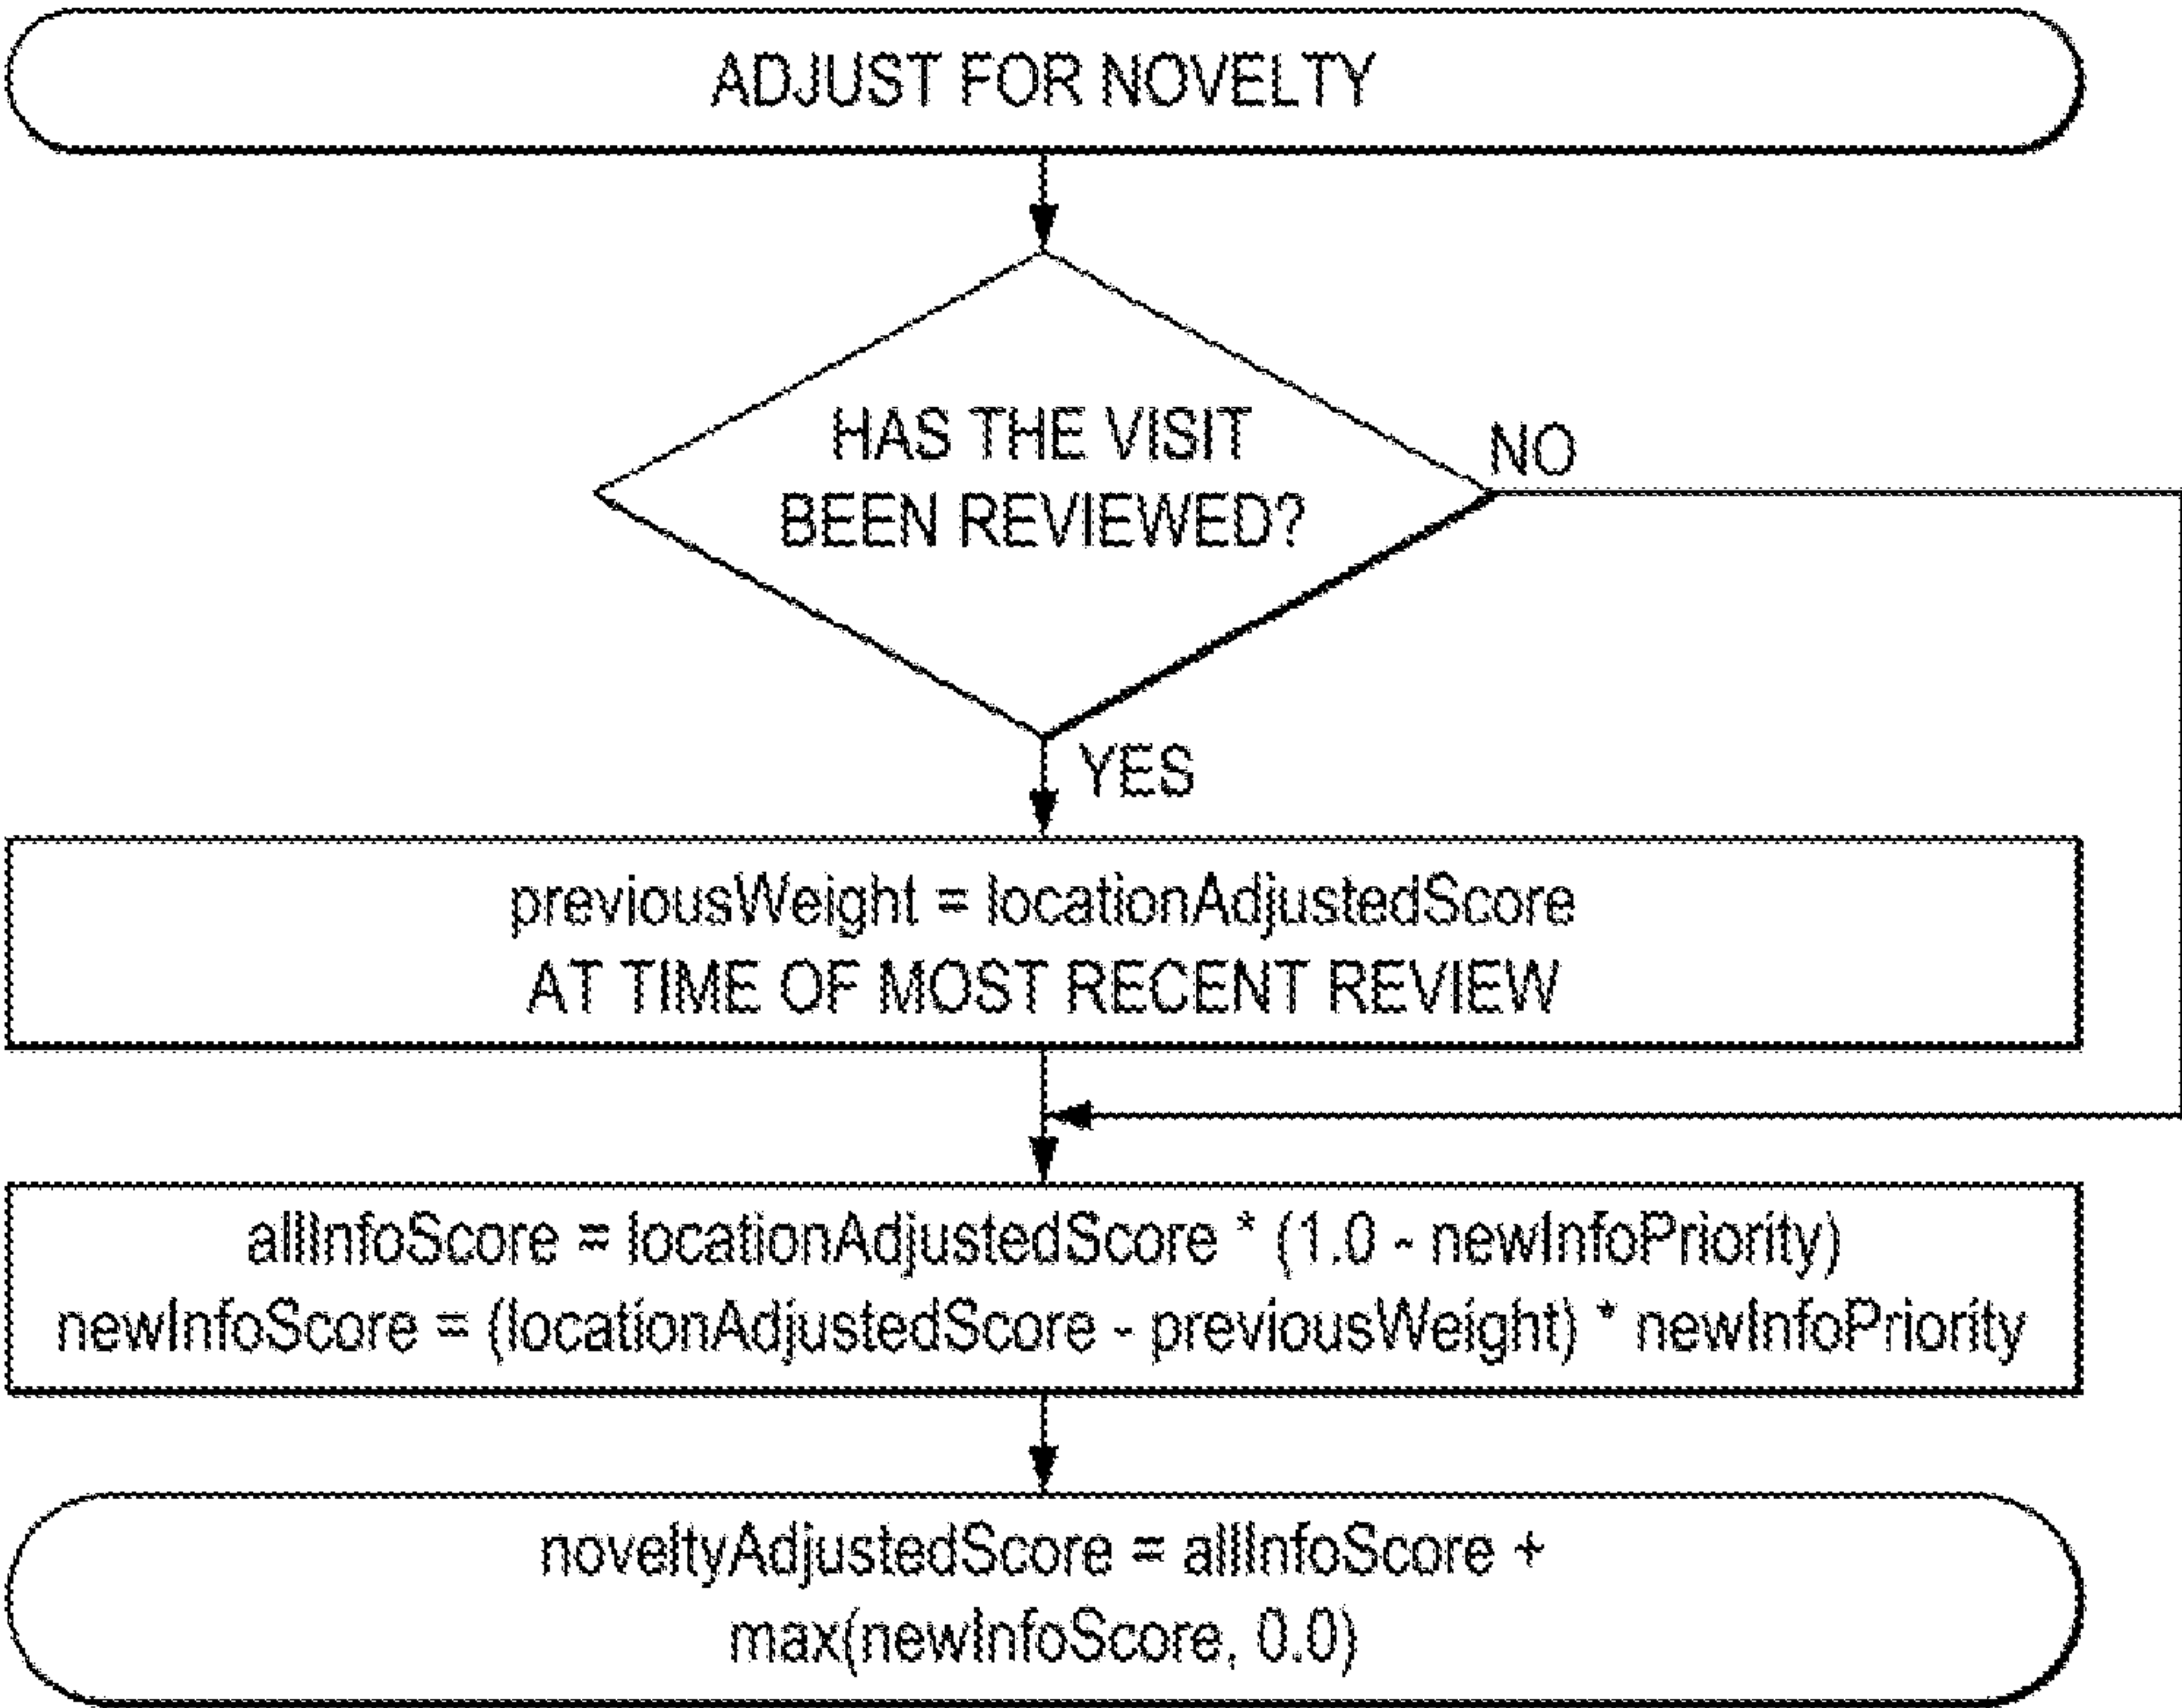 ADJUST FOR NOVELTY
HAS THE VISIT
BEEN REVIEWED?
NO
YES
previousWeight = locationAdjustedScore
AT TIME OF MOST RECENT REVIEW
allInfoScore = locationAdjustedScore * (1.0 - newInfoPriority)
newInfoScore = (locationAdjustedScore - previousWeight) * newInfoPriority
noveltyAdjustedScore = allInfoScore +
max(newInfoScore, 0.0)